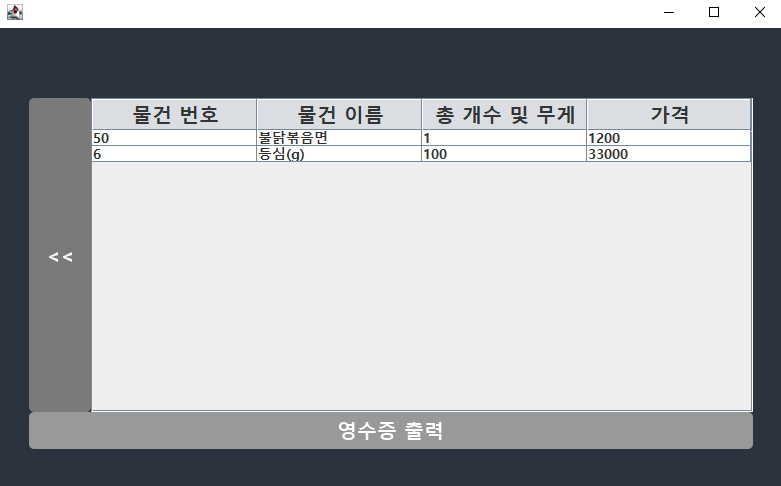 물건 번호 물건 이름 총 개수 및 무게 가격
50 불닭볶음면 1 1200
6 등심(g) 100 33000
<<
영수증 출력